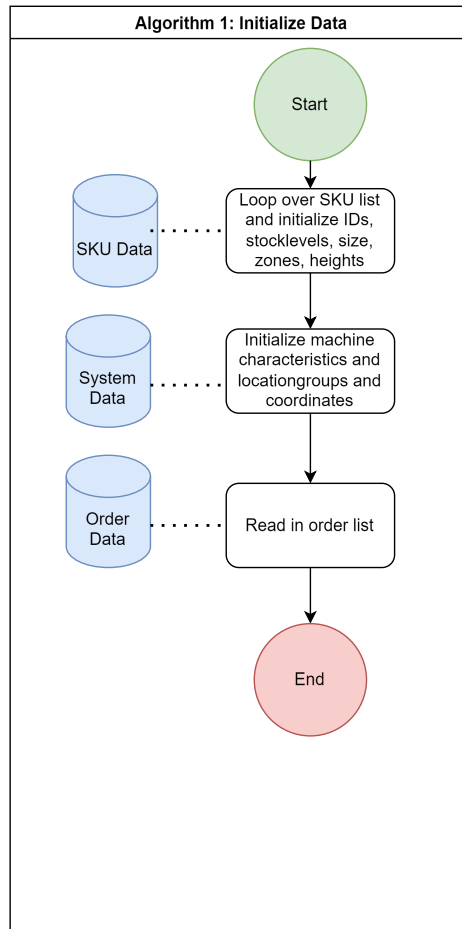 Algorithm 1: Initialize Data
Start
Loop over SKU list
and initialize IDs,
stocklevels, size,
zones, heights
SKU Data
Initialize machine
characteristics and
locationgroups and
coordinates
System
Data
Order
Data
Read in order list
End